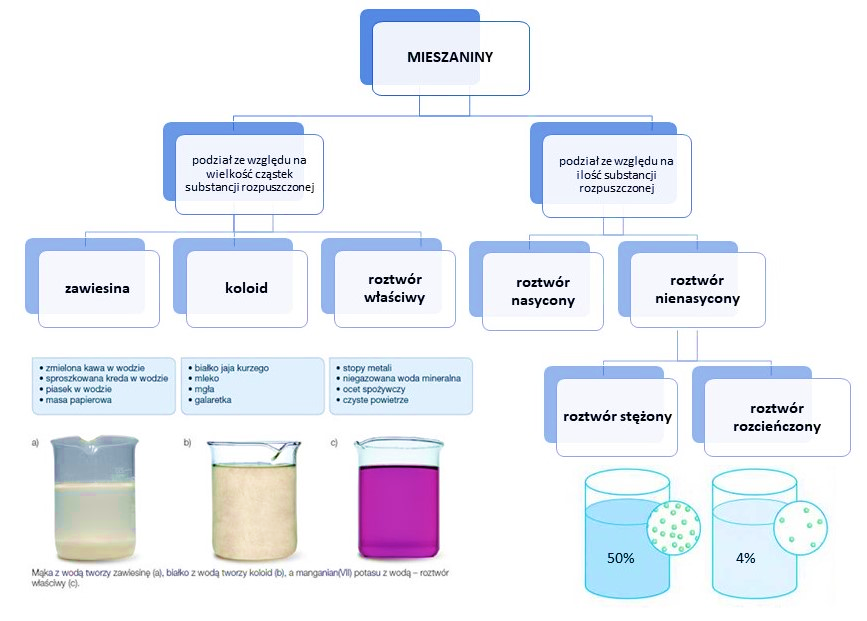 MIESZANINY
podział ze względu na
wielkość cząstek
substancji rozpuszczonej
podział ze względu na
ilość substancji
rozpuszczonej
zawiesina
koloid
roztwór
właściwy
roztwór
nasycony
roztwór
nienasycony
• zmielona kawa w wodzie
• sproszkowana kreda w wodzie
• piasek w wodzie
• masa papierowa
• białko jaja kurzego
• mleko
• mgła
• galaretka
• stopy metali
• niegazowana woda mineralna
• ocet spożywczy
• czyste powietrze
roztwór stężony
roztwór
rozcieńczony
a)
b)
c)
50%
4%
Mąka z wodą tworzy zawiesinę (a), białko z wodą tworzy koloid (b), a manganian(VII) potasu z wodą – roztwór
właściwy (c).